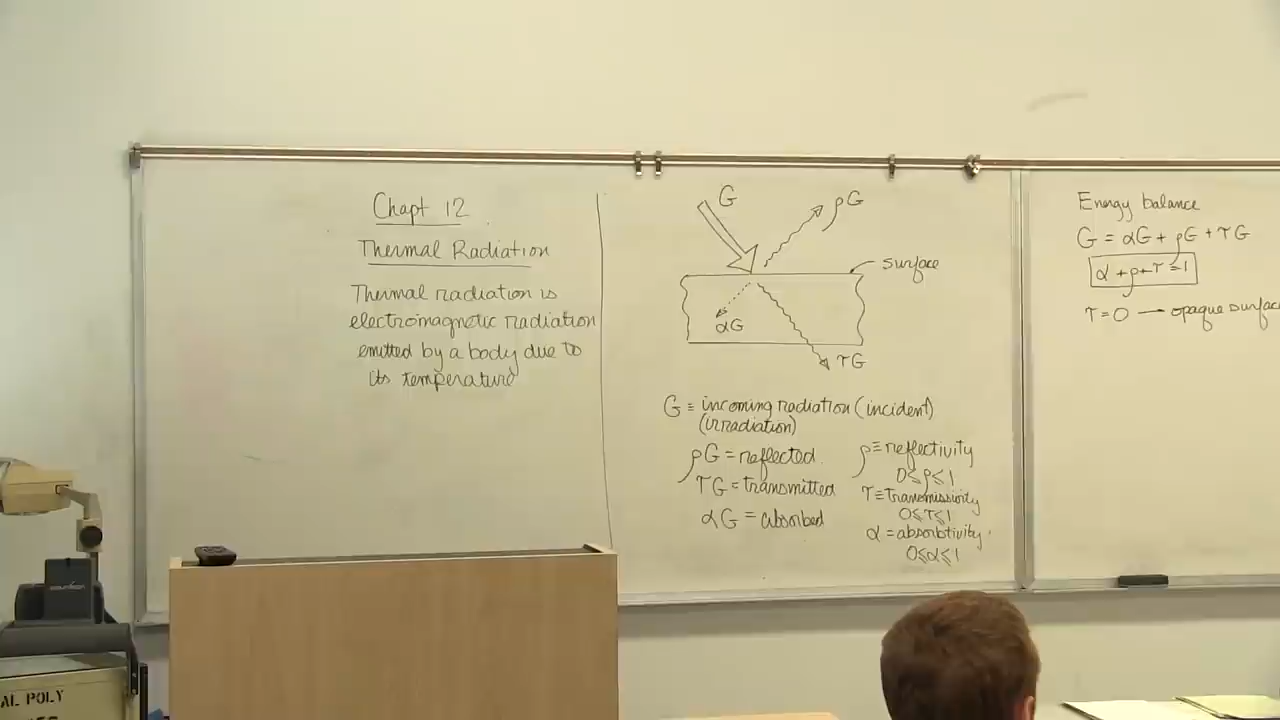 Chapt 12
Thermal Radiation
Thermal radiation is
electromagnetic radiation
emitted by a body due to
its temperature
G
ρG
surface
αG
τG
G ≡ incoming radiation (incident)
(irradiation)
ρG = reflected
τG = transmitted
αG = absorbed
ρ ≡ reflectivity
0 ≤ ρ ≤ 1
τ ≡ transmissivity
0 ≤ τ ≤ 1
α = absorbtivity
0 ≤ α ≤ 1
Energy balance
G = αG + ρG + τG
α + ρ + τ = 1
τ = 0 → opaque surfac
AL POLY